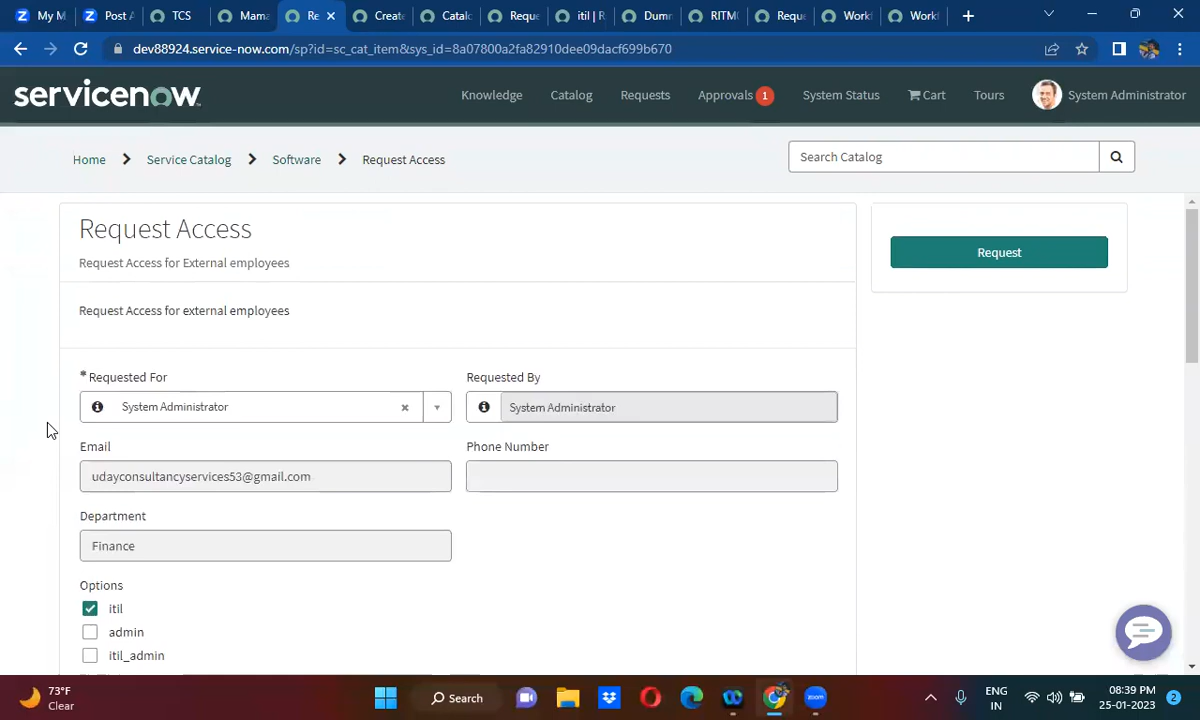 My M
Post A
TCS
Mama
Re
Create
Catal
Reque
itil | R
Dum
RITM
Reque
Work
Work
dev88924.service-now.com/sp?id=sc_cat_item&sys_id=8a07800a2fa82910dee09dacf699b670
servicenow
Knowledge
Catalog
Requests
Approvals 1
System Status
Cart
Tours
System Administrator
Home > Service Catalog > Software > Request Access
Search Catalog
Request Access
Request Access for External employees
Request
Request Access for external employees
* Requested For
Requested By
System Administrator
System Administrator
Email
Phone Number
udayconsultancyservices53@gmail.com
Department
Finance
Options
itil
admin
itil_admin
73°F
Clear
Search
zoom
ENG
IN
08:39 PM
25-01-2023
2